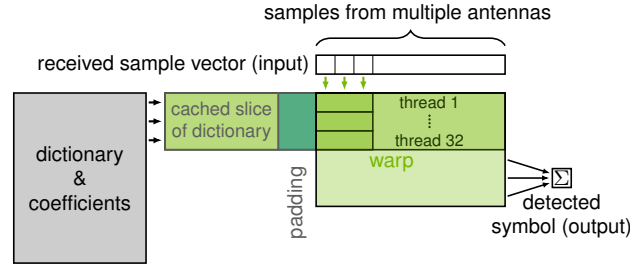 samples from multiple antennas
received sample vector (input)
cached slice
of dictionary
thread 1
thread 32
warp
dictionary
&
coefficients
padding
Σ
detected
symbol (output)